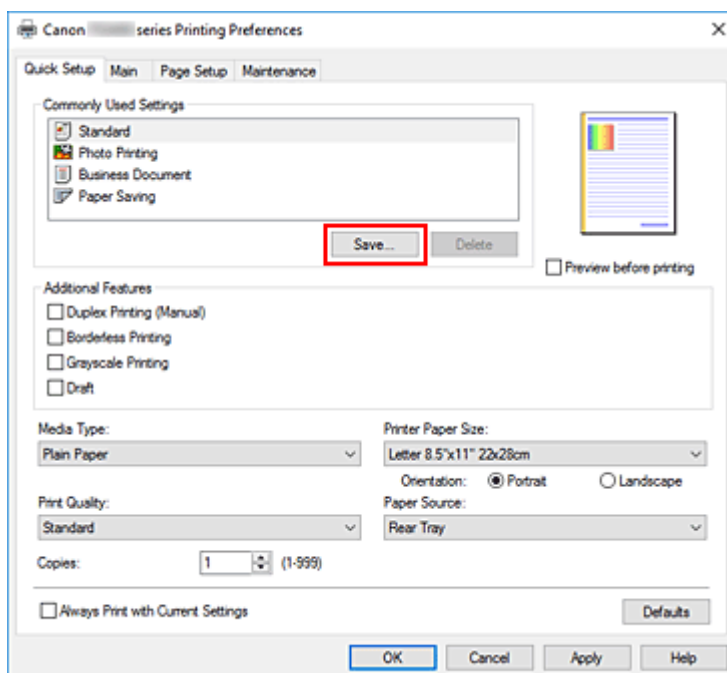 Canon series Printing Preferences
Quick Setup Main Page Setup Maintenance
Commonly Used Settings
Standard
Photo Printing
Business Document
Paper Saving
Save... Delete
Preview before printing
Additional Features
Duplex Printing (Manual)
Borderless Printing
Grayscale Printing
Draft
Media Type: Printer Paper Size:
Plain Paper Letter 8.5"x11" 22x28cm
Orientation: Portrait Landscape
Print Quality: Paper Source:
Standard Rear Tray
Copies: 1 (1-999)
Always Print with Current Settings Defaults
OK Cancel Apply Help